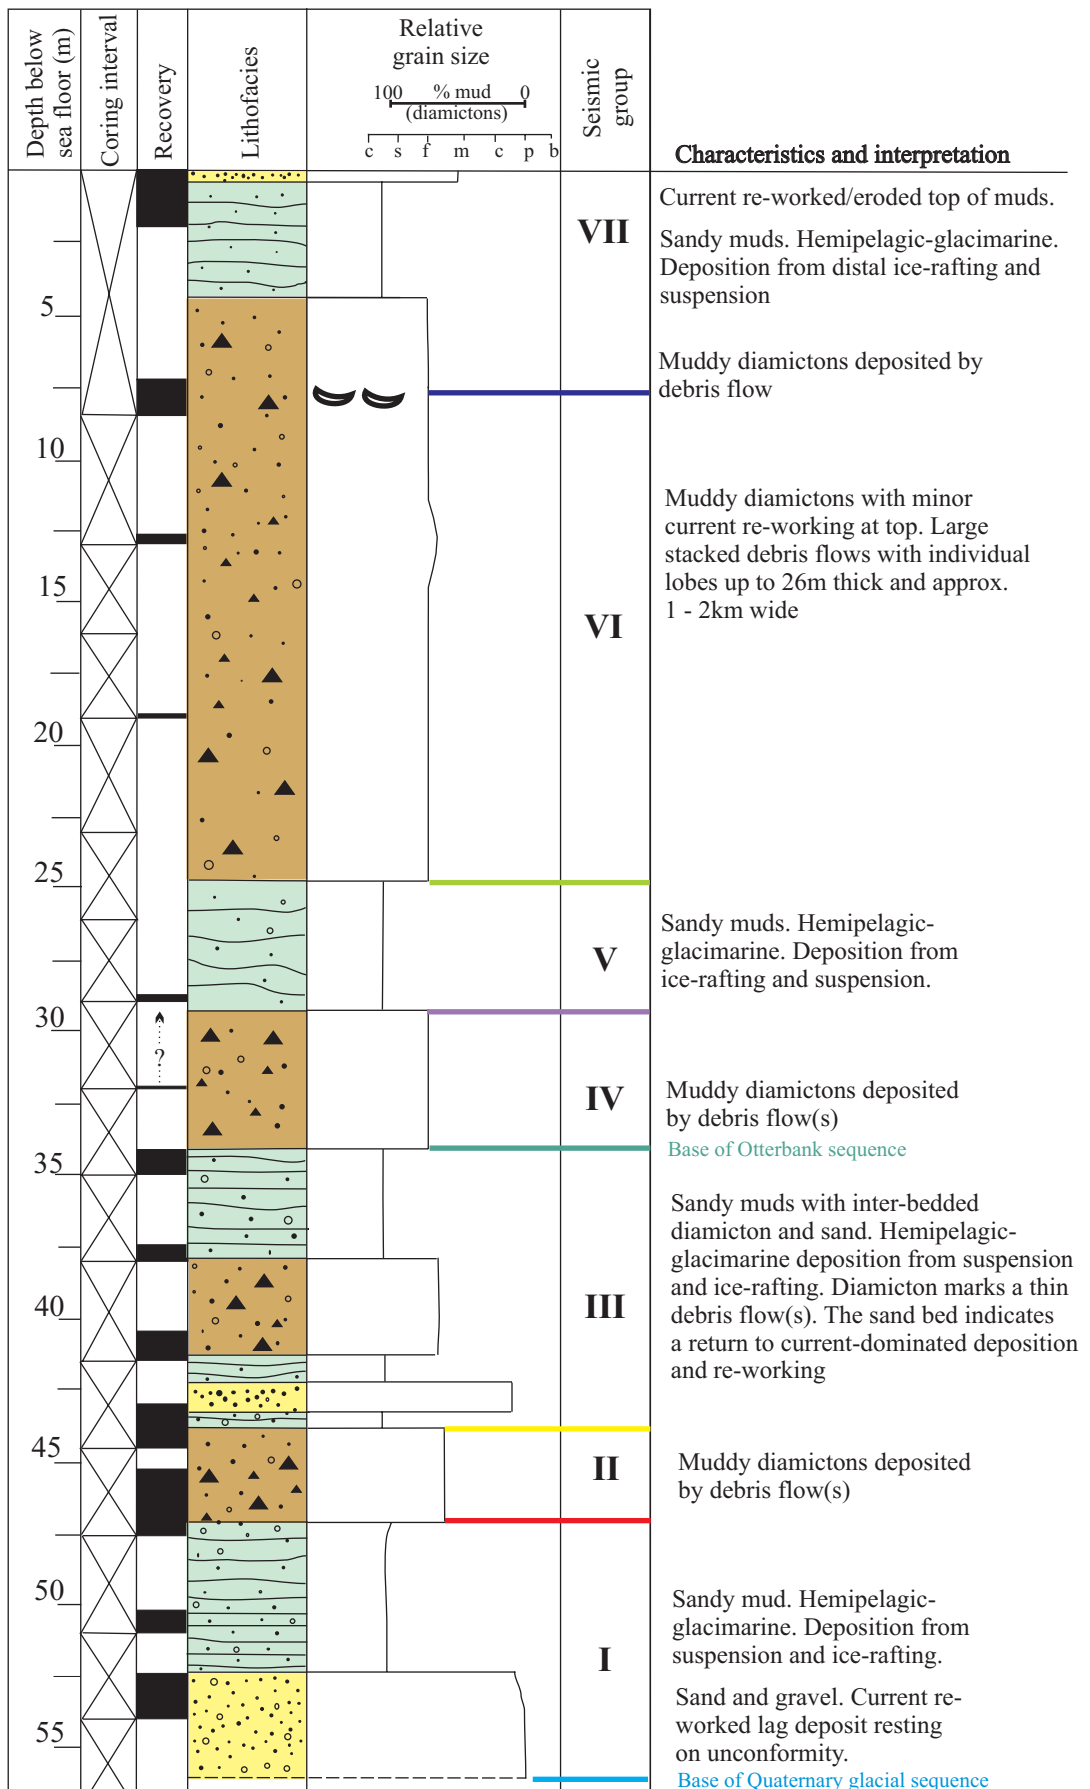 Depth below
sea floor (m)
Coring interval
Recovery
Lithofacies
Relative
grain size
100 % mud 0
(diamictons)
c s f m c p b
Seismic
group
Characteristics and interpretation
Current re-worked/eroded top of muds.
VII
Sandy muds. Hemipelagic-glacimarine.
Deposition from distal ice-rafting and
suspension
5
Muddy diamictons deposited by
debris flow
10
Muddy diamictons with minor
current re-working at top. Large
stacked debris flows with individual
lobes up to 26m thick and approx.
1 - 2km wide
15
VI
20
25
Sandy muds. Hemipelagic-
glacimarine. Deposition from
ice-rafting and suspension.
V
30
?
IV
Muddy diamictons deposited
by debris flow(s)
Base of Otterbank sequence
35
Sandy muds with inter-bedded
diamicton and sand. Hemipelagic-
glacimarine deposition from suspension
and ice-rafting. Diamicton marks a thin
debris flow(s). The sand bed indicates
a return to current-dominated deposition
and re-working
III
40
45
II
Muddy diamictons deposited
by debris flow(s)
50
Sandy mud. Hemipelagic-
glacimarine. Deposition from
suspension and ice-rafting.
I
Sand and gravel. Current re-
worked lag deposit resting
on unconformity.
55
Base of Quaternary glacial sequence